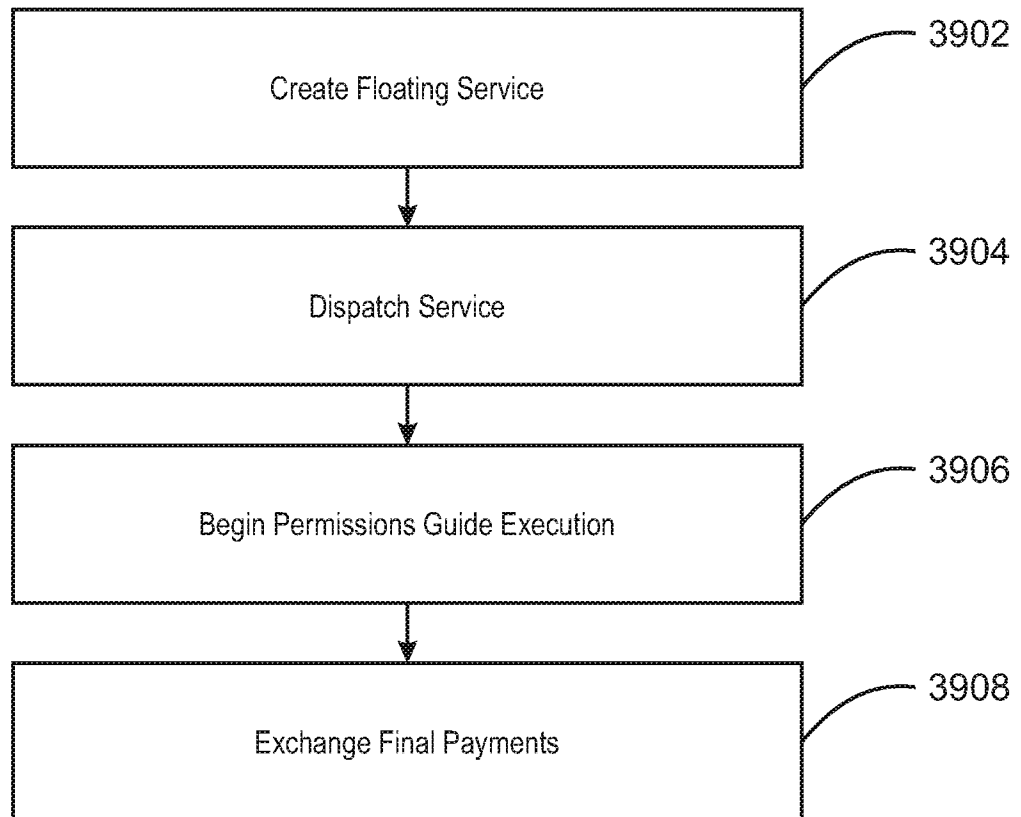 Create Floating Service
3902
Dispatch Service
3904
Begin Permissions Guide Execution
3906
Exchange Final Payments
3908